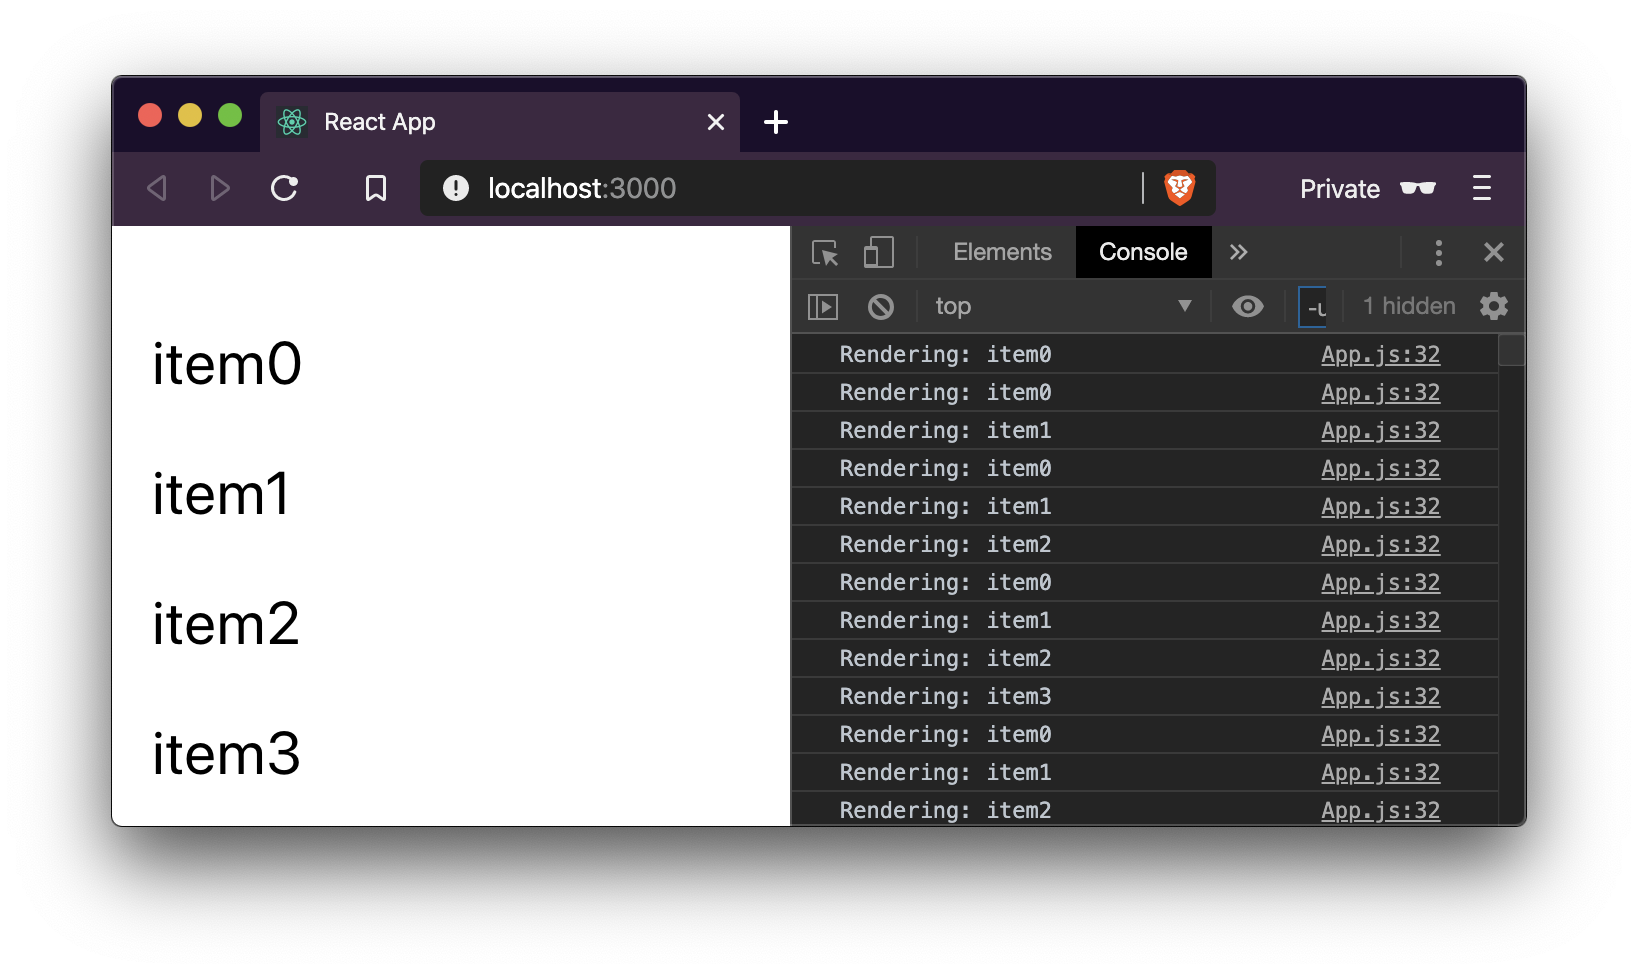 React App
localhost:3000
Private
item0
item1
item2
item3
Elements Console
top -u 1 hidden
Rendering: item0 App.js:32
Rendering: item0 App.js:32
Rendering: item1 App.js:32
Rendering: item0 App.js:32
Rendering: item1 App.js:32
Rendering: item2 App.js:32
Rendering: item0 App.js:32
Rendering: item1 App.js:32
Rendering: item2 App.js:32
Rendering: item3 App.js:32
Rendering: item0 App.js:32
Rendering: item1 App.js:32
Rendering: item2 App.js:32